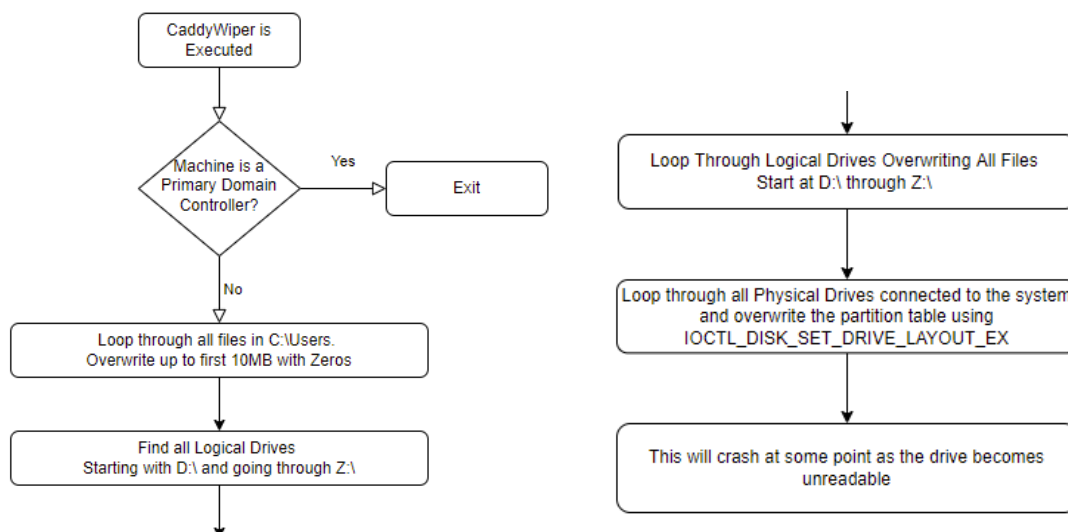 CaddyWiper is
Executed
Machine is a
Primary Domain
Controller?
Yes
Exit
No
Loop through all files in C:\Users.
Overwrite up to first 10MB with Zeros
Find all Logical Drives
Starting with D:\ and going through Z:\
Loop Through Logical Drives Overwriting All Files
Start at D:\ through Z:\
Loop through all Physical Drives connected to the system
and overwrite the partition table using
IOCTL_DISK_SET_DRIVE_LAYOUT_EX
This will crash at some point as the drive becomes
unreadable